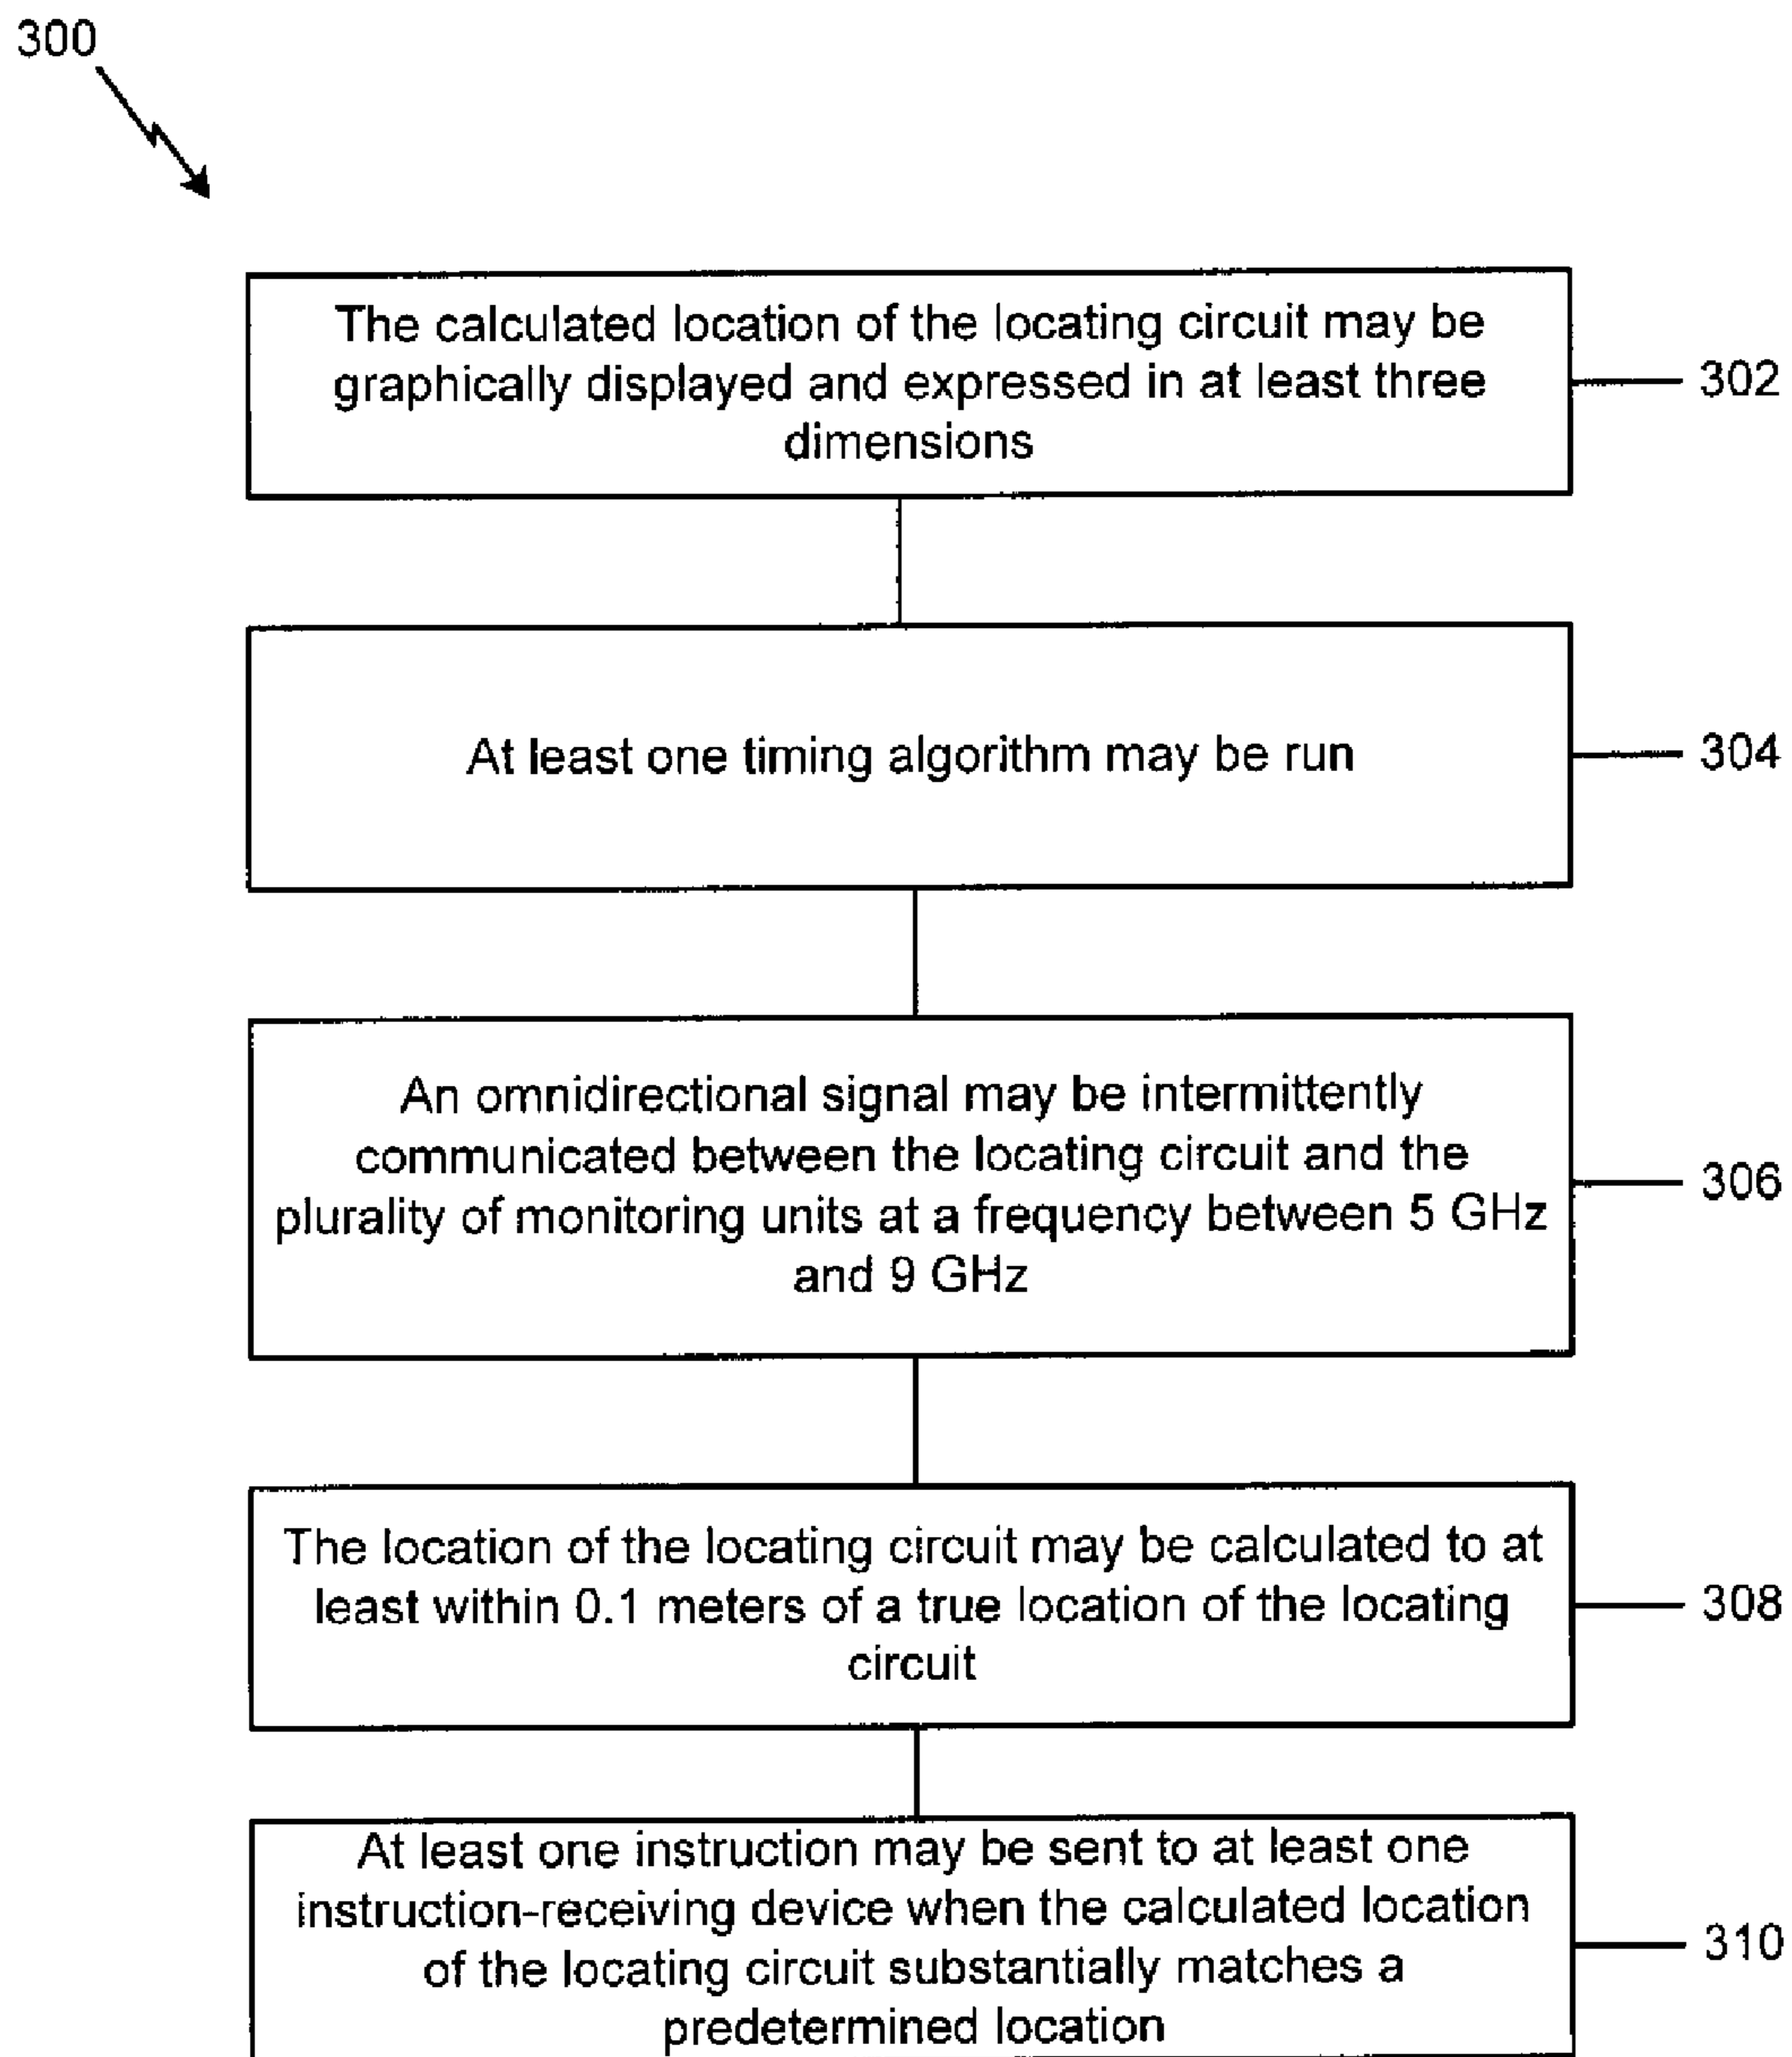 300
The calculated location of the locating circuit may be
graphically displayed and expressed in at least three
dimensions
302
At least one timing algorithm may be run
304
An omnidirectional signal may be intermittently
communicated between the locating circuit and the
plurality of monitoring units at a frequency between 5 GHz
and 9 GHz
306
The location of the locating circuit may be calculated to at
least within 0.1 meters of a true location of the locating
circuit
308
At least one instruction may be sent to at least one
instruction-receiving device when the calculated location
of the locating circuit substantially matches a
predetermined location
310